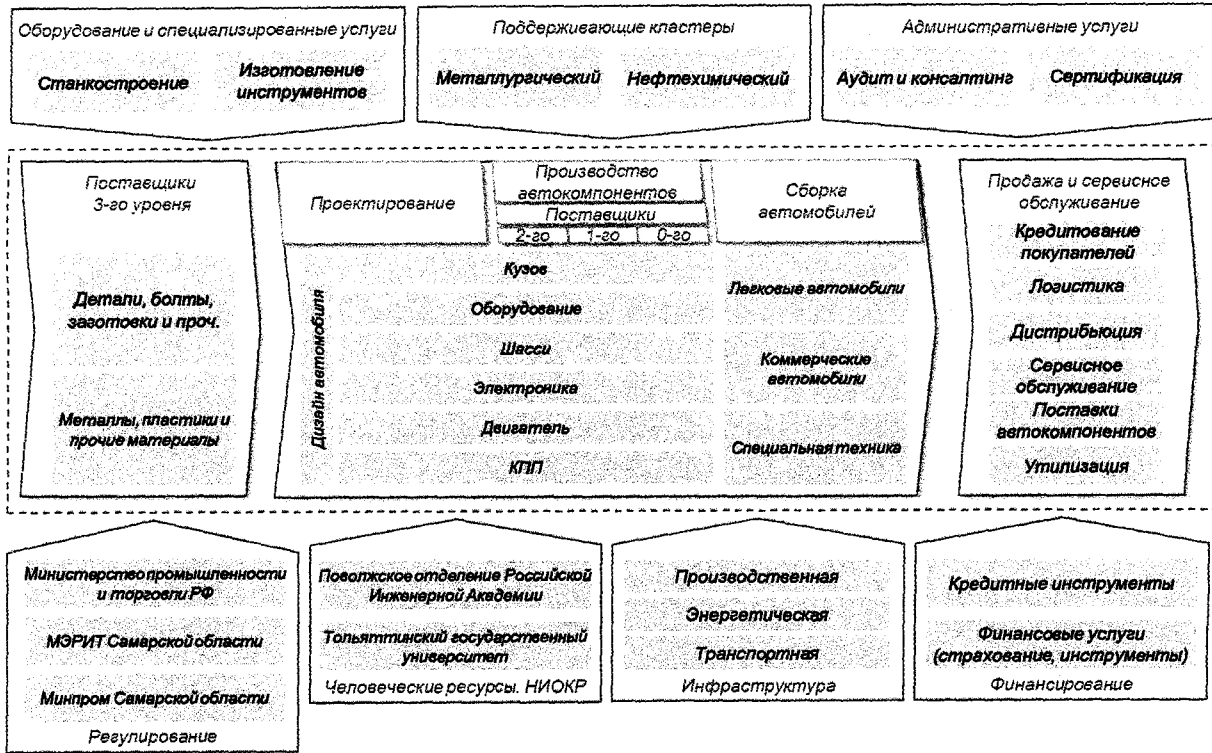 Оборудование и специализированные услуги
Станкостроение
Изготовление
инструментов
Поддерживающие кластеры
Металлургический
Нефтехимический
Административные услуги
Аудит и консалтинг
Сертификация
Поставщики
3-го уровня
Детали, болты,
заготовки и проч.
Металлы, пластики и
прочие материалы
Проектирование
Производство
автокомпонентов
Поставщики
2-го 1-го 0-го
Сборка
автомобилей
Дизайн автомобиля
Кузов
Оборудование
Шасси
Электроника
Двигатель
КПП
Легковые автомобили
Коммерческие
автомобили
Специальная техника
Продажа и сервисное
обслуживание
Кредитование
покупателей
Логистика
Дистрибьюция
Сервисное
обслуживание
Поставки
автокомпонентов
Утилизация
Министерство промышленности
и торговли РФ
МЭРИТ Самарской области
Минпром Самарской области
Регулирование
Поволжское отделение Российской
Инженерной Академии
Тольяттинский государственный
университет
Человеческие ресурсы. НИОКР
Производственная
Энергетическая
Транспортная
Инфраструктура
Кредитные инструменты
Финансовые услуги
(страхование, инструменты)
Финансирование